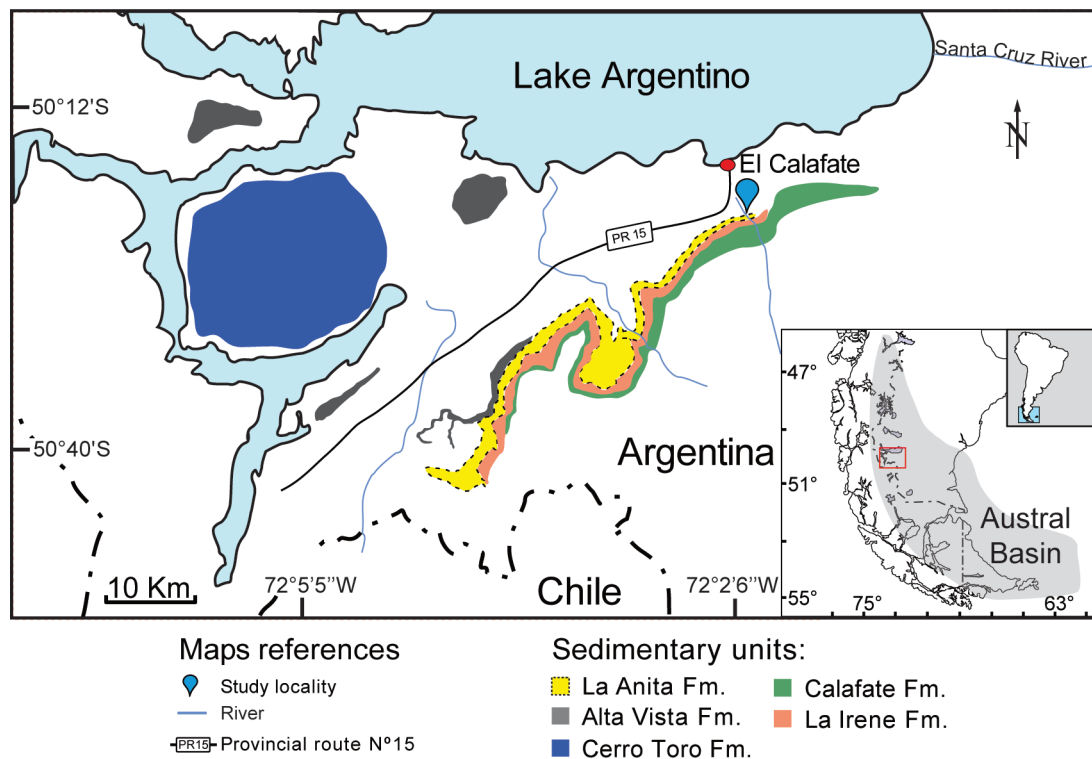 Santa Cruz River
Lake Argentino
50°12'S
N
El Calafate
PR 15
47°
50°40'S
Argentina
51°
Austral
Basin
10 Km
72°5'5''W
Chile
72°2'6''W
55°
75°
63°
Maps references
Study locality
River
PR15 Provincial route Nº15
Sedimentary units:
La Anita Fm.
Calafate Fm.
Alta Vista Fm.
La Irene Fm.
Cerro Toro Fm.